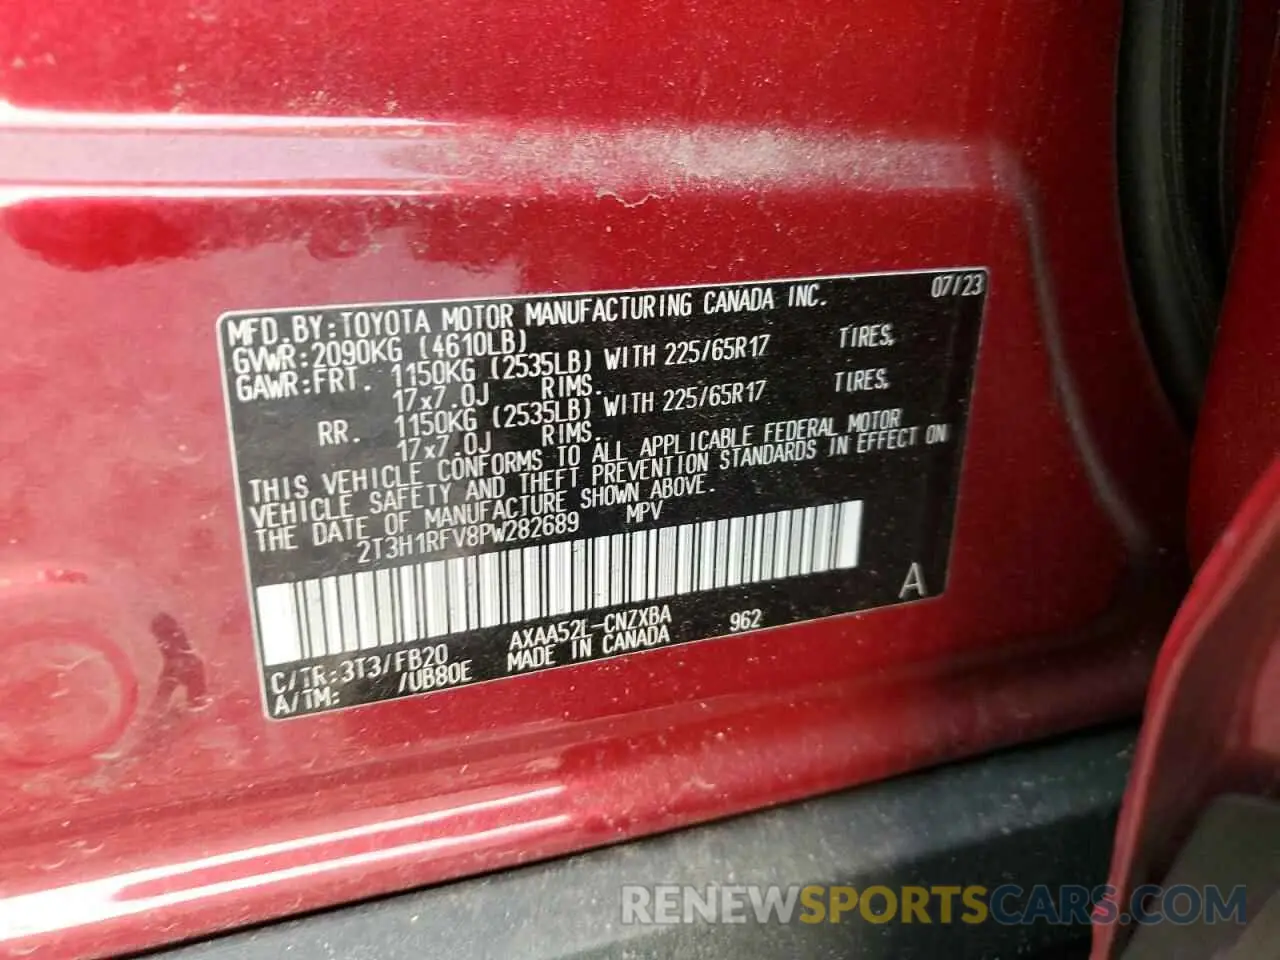 07/23
MFD.BY:TOYOTA MOTOR MANUFACTURING CANADA INC.
GVWR:2090KG (4610LB)
GAWR:FRT. 1150KG (2535LB) WITH 225/65R17 TIRES,
17x7.0J RIMS.
RR. 1150KG (2535LB) WITH 225/65R17 TIRES,
17x7.0J RIMS.
THIS VEHICLE CONFORMS TO ALL APPLICABLE FEDERAL MOTOR
VEHICLE SAFETY AND THEFT PREVENTION STANDARDS IN EFFECT ON
THE DATE OF MANUFACTURE SHOWN ABOVE.
2T3H1RFV8PW282689 MPV
A
AXAA52L-CNZXBA 962
C/TR:3T3/FB20 MADE IN CANADA
A/TM: /UB80E
RENEWSPORTSCARS.COM